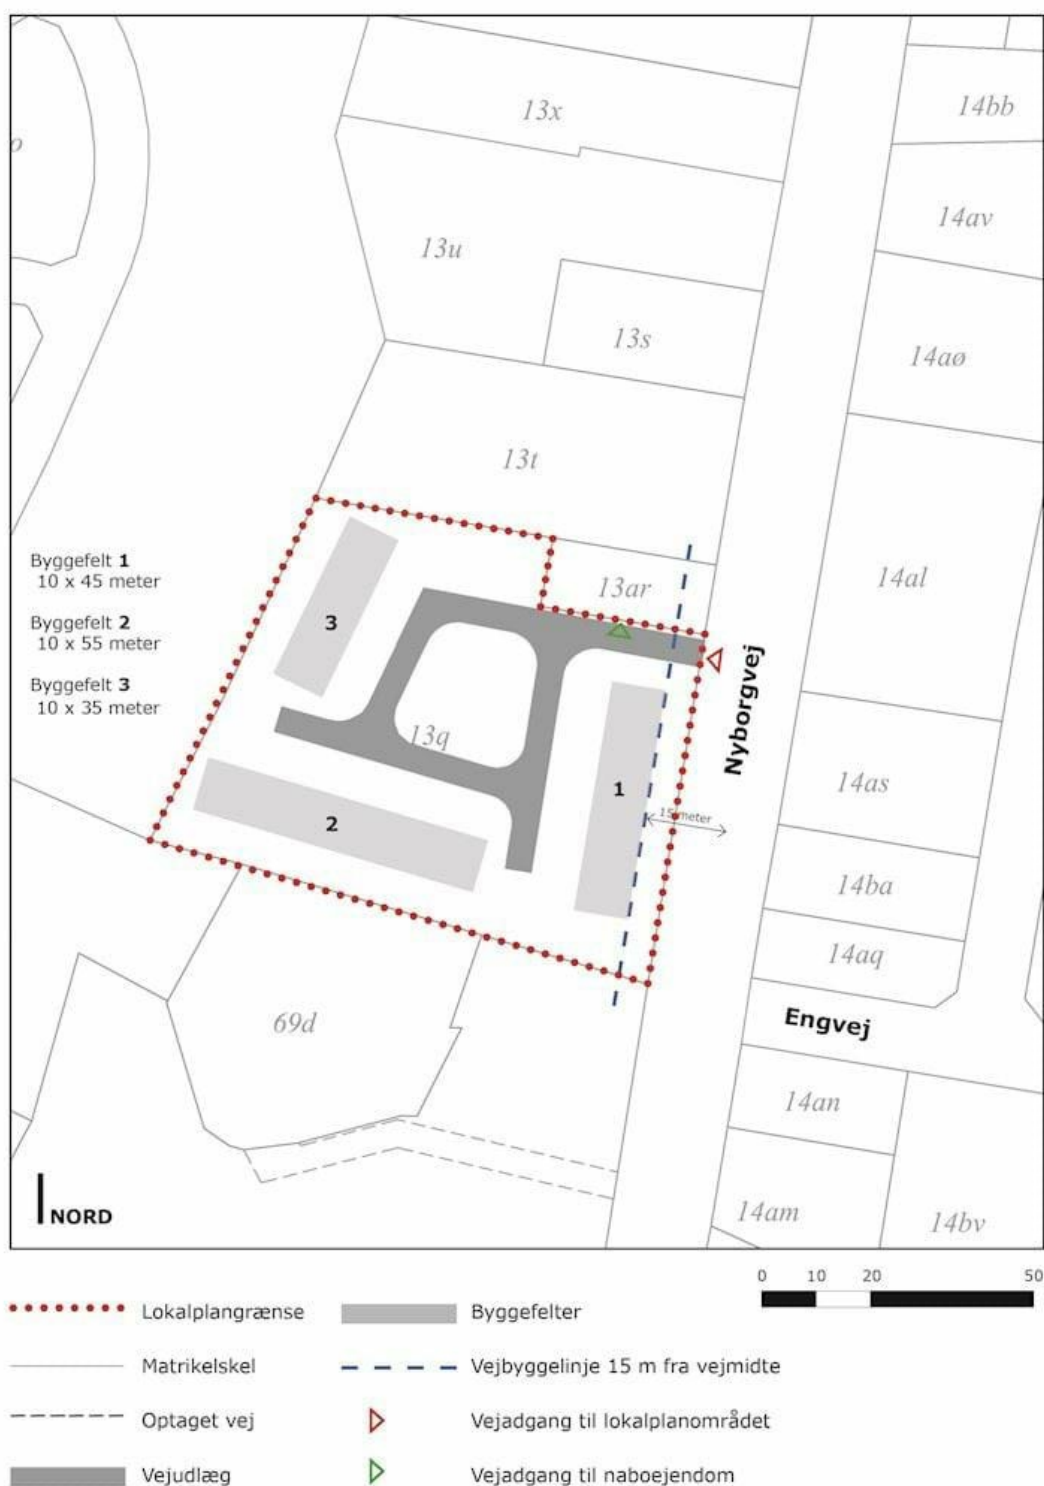 13x
14bb
14av
13u
13s
14aø
13t
Byggefelt 1
10 x 45 meter
Byggefelt 2
10 x 55 meter
Byggefelt 3
10 x 35 meter
13ar
14al
3
Nyborgvej
13q
1
2
15 meter
14as
14ba
14aq
69d
Engvej
14an
14am
14bv
NORD
0 10 20 50
Lokalplangrænse
Byggefelter
Matrikelskel
Vejbyggelinje 15 m fra vejmidte
Optaget vej
Vejadgang til lokalplanområdet
Vejudlæg
Vejadgang til naboejendom